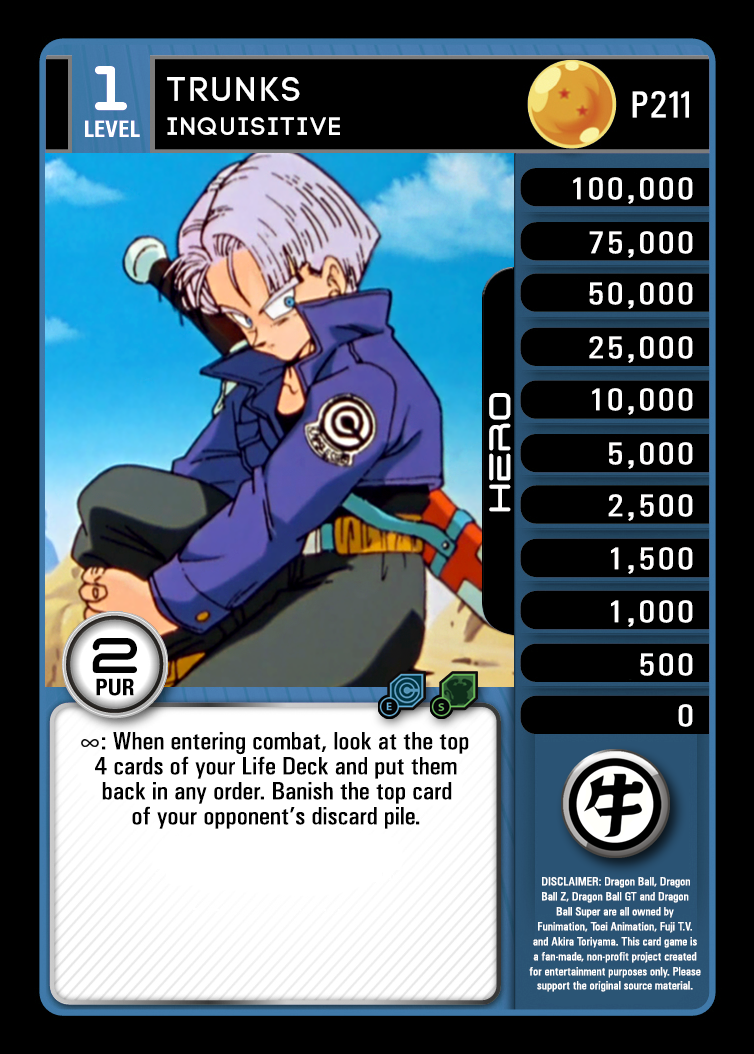 1
LEVEL
TRUNKS
INQUISITIVE
P211
100,000
75,000
50,000
25,000
10,000
5,000
2,500
1,500
1,000
500
0
HERO
2
PUR
E
S
∞: When entering combat, look at the top
4 cards of your Life Deck and put them
back in any order. Banish the top card
of your opponent's discard pile.
牛
DISCLAIMER: Dragon Ball, Dragon
Ball Z, Dragon Ball GT and Dragon
Ball Super are all owned by
Funimation, Toei Animation, Fuji T.V.
and Akira Toriyama. This card game is
a fan-made, non-profit project created
for entertainment purposes only. Please
support the original source material.